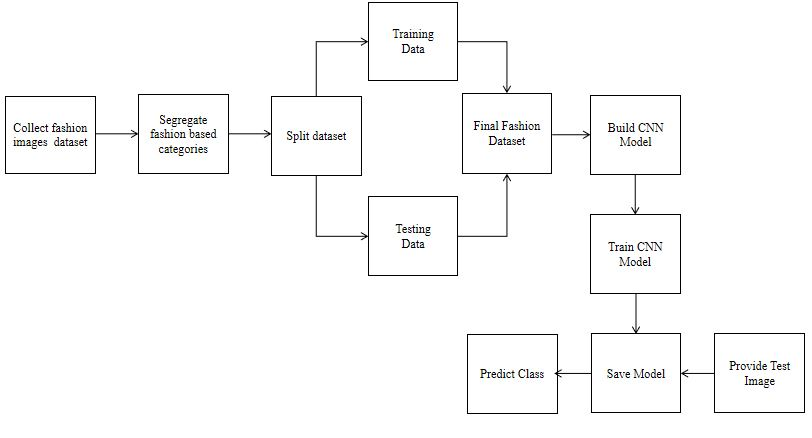 Training
Data
Collect fashion
images dataset
Segregate
fashion based
categories
Split dataset
Final Fashion
Dataset
Build CNN
Model
Testing
Data
Train CNN
Model
Predict Class
Save Model
Provide Test
Image